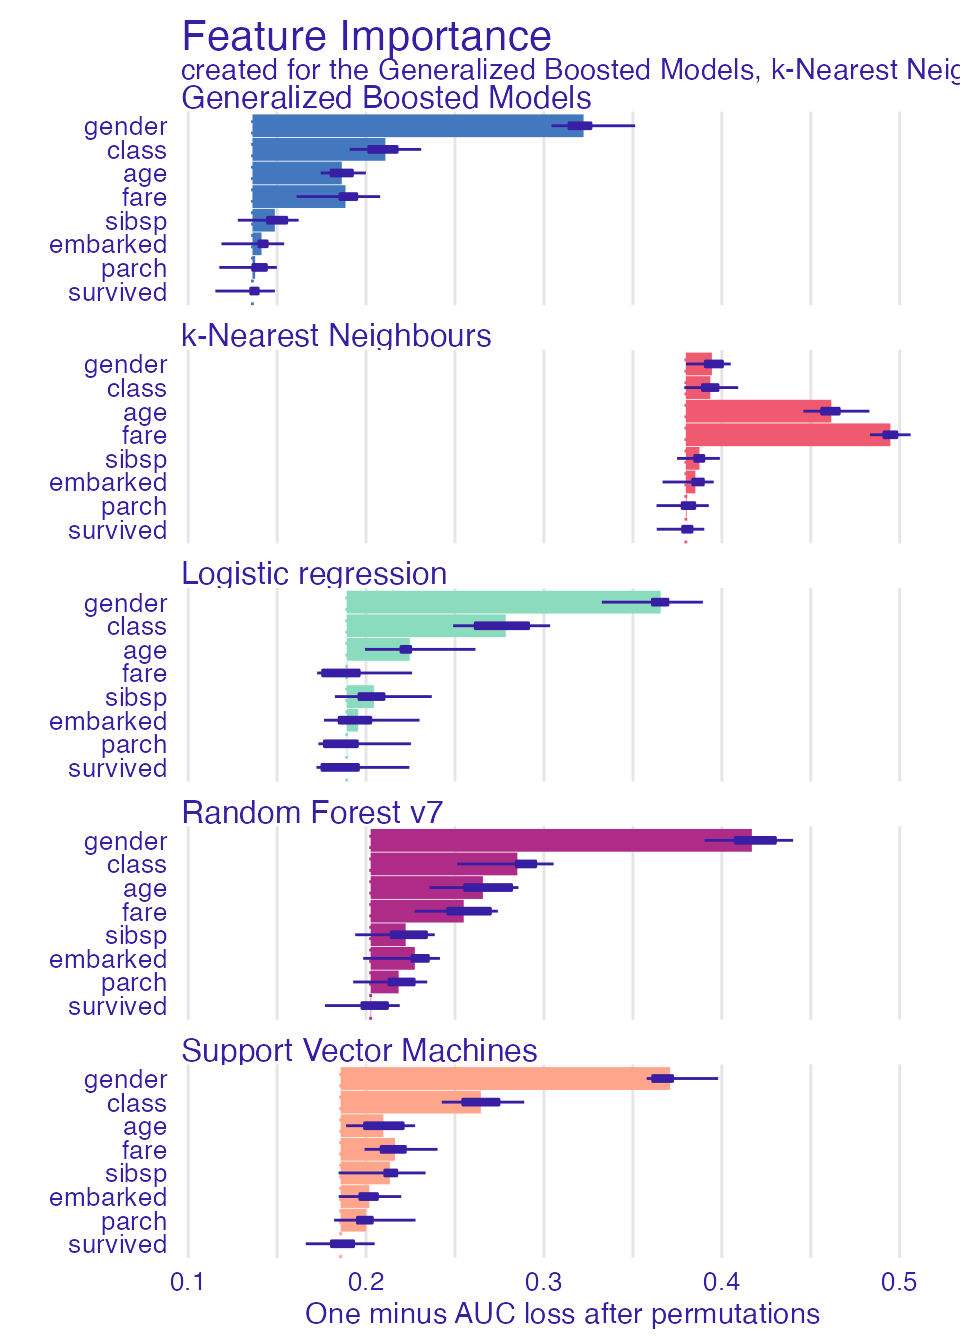 Feature Importance
created for the Generalized Boosted Models, k-Nearest Neig
Generalized Boosted Models
gender
class
age
fare
sibsp
embarked
parch
survived
k-Nearest Neighbours
gender
class
age
fare
sibsp
embarked
parch
survived
Logistic regression
gender
class
age
fare
sibsp
embarked
parch
survived
Random Forest v7
gender
class
age
fare
sibsp
embarked
parch
survived
Support Vector Machines
gender
class
age
fare
sibsp
embarked
parch
survived
0.1 0.2 0.3 0.4 0.5
One minus AUC loss after permutations